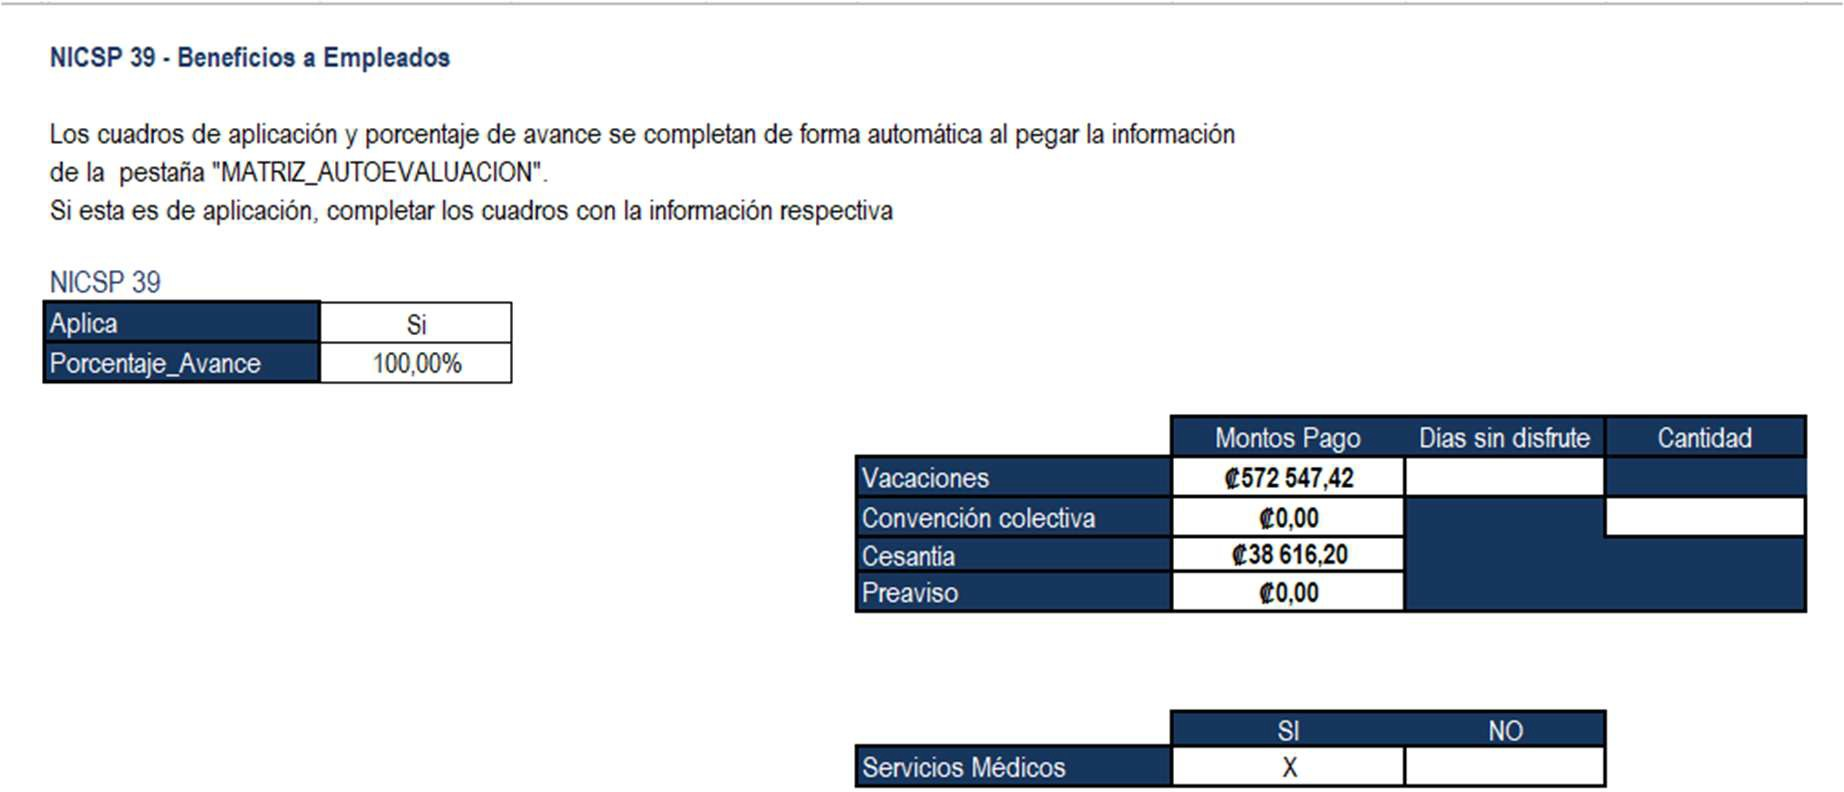 NICSP 39 - Beneficios a Empleados
Los cuadros de aplicación y porcentaje de avance se completan de forma automática al pegar la información
de la pestaña "MATRIZ_AUTOEVALUACION".
Si esta es de aplicación, completar los cuadros con la información respectiva
NICSP 39
Aplica Si
Porcentaje_Avance 100,00%
Montos Pago Dias sin disfrute Cantidad
Vacaciones ₡572 547,42
Convención colectiva ₡0,00
Cesantía ₡38 616,20
Preaviso ₡0,00
SI NO
Servicios Médicos X